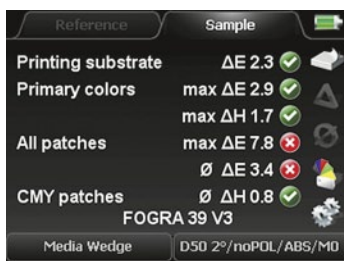 Reference Sample
Printing substrate ΔE 2.3
Primary colors max ΔE 2.9
max ΔH 1.7
All patches max ΔE 7.8
Ø ΔE 3.4
CMY patches Ø ΔH 0.8
FOGRA 39 V3
Media Wedge D50 2°/noPOL/ABS/M0